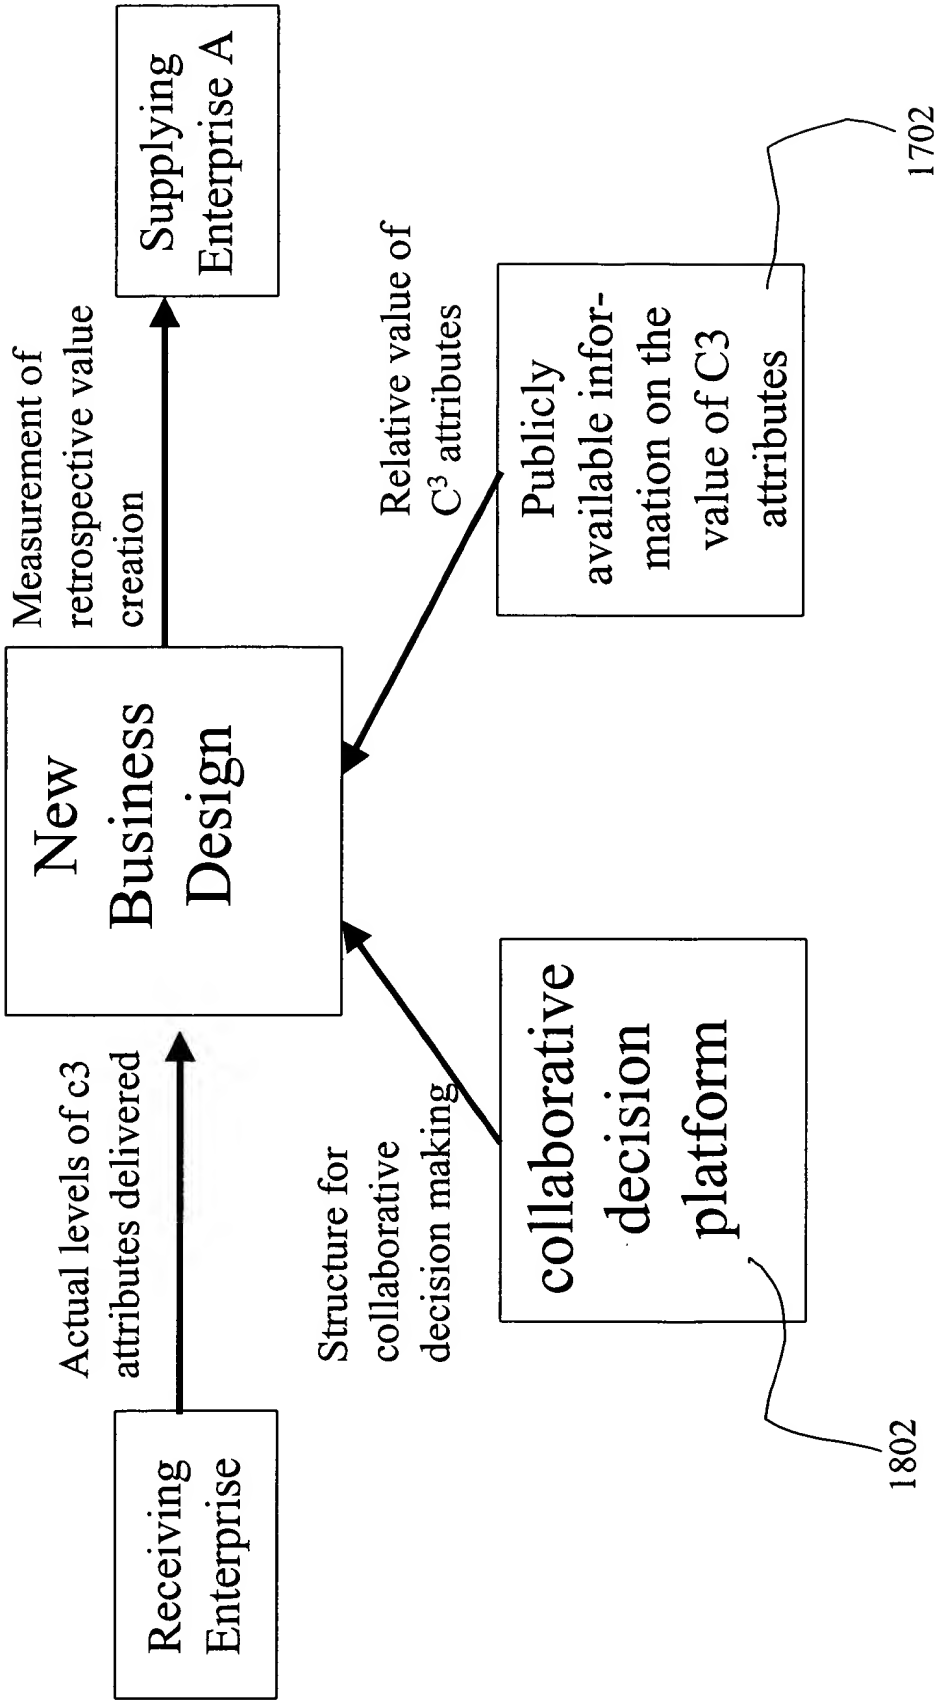 Receiving
Enterprise
Actual levels of c3
attributes delivered
New
Business
Design
Measurement of
retrospective value
creation
Supplying
Enterprise A
Structure for
collaborative
decision making
Relative value of
C³ attributes
collaborative
decision
platform
Publicly
available infor-
mation on the
value of C3
attributes
1802
1702